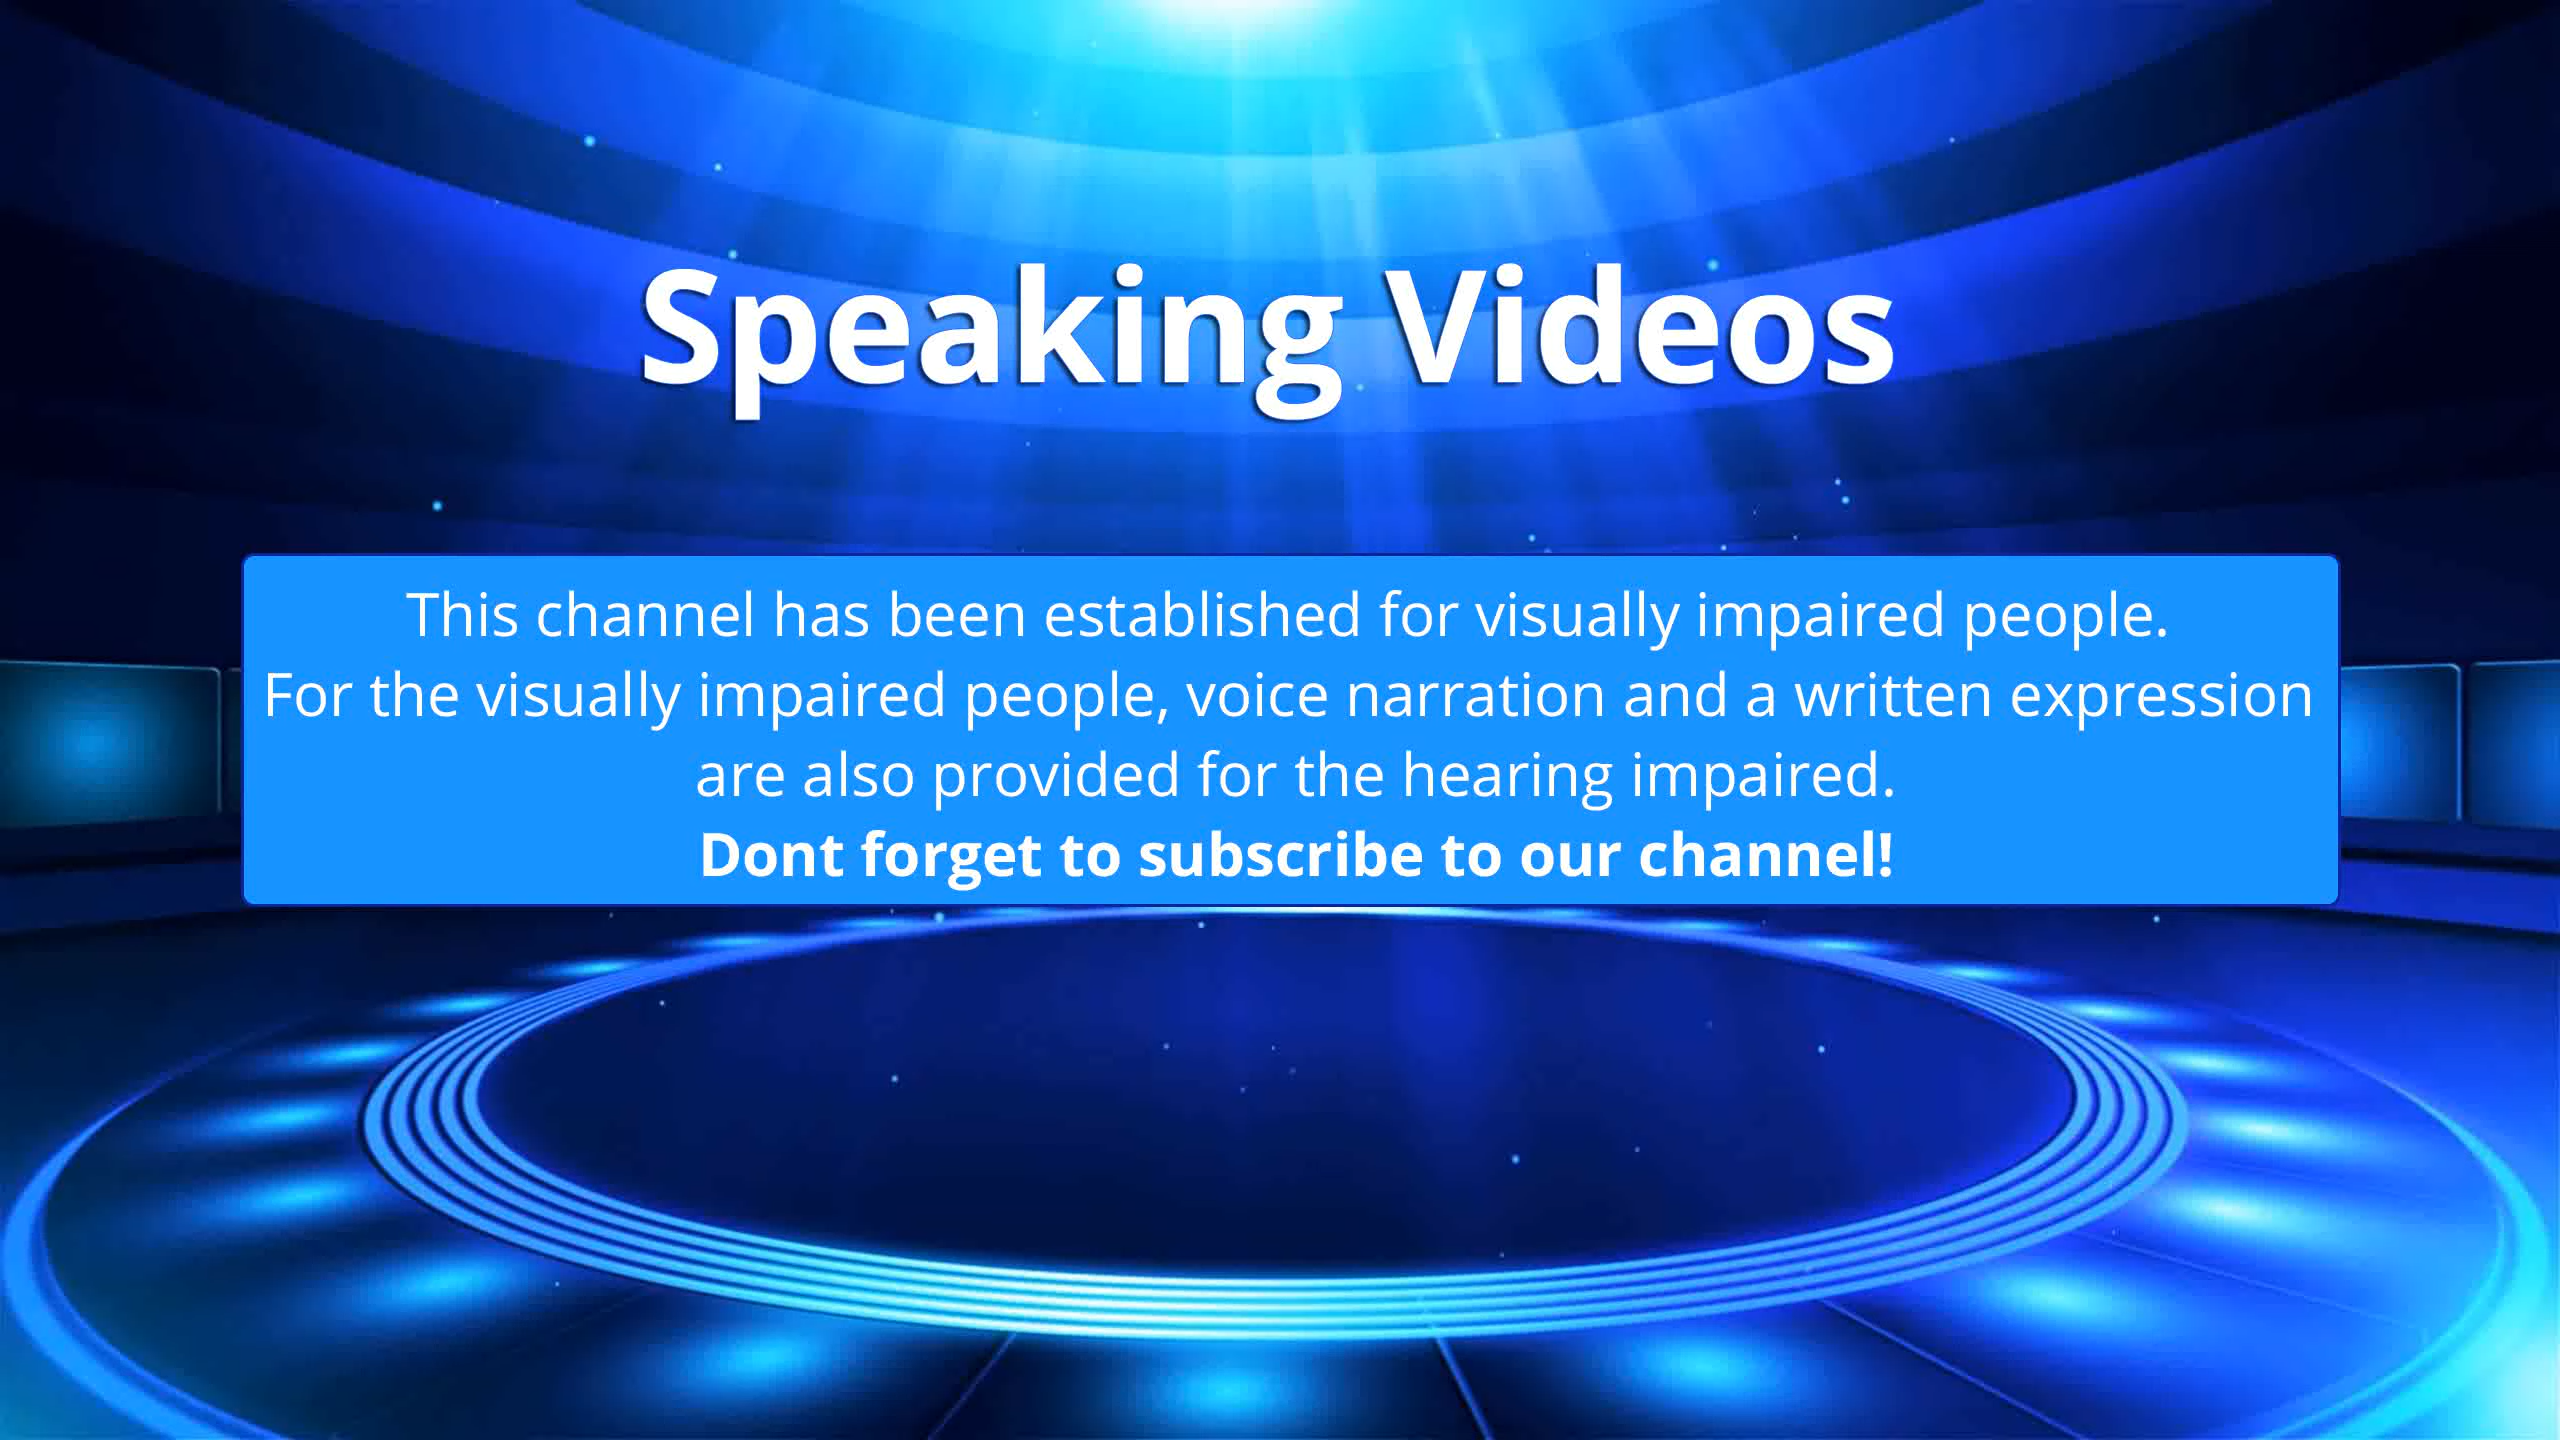 Speaking Videos
This channel has been established for visually impaired people.
For the visually impaired people, voice narration and a written expression
are also provided for the hearing impaired.
Dont forget to subscribe to our channel!